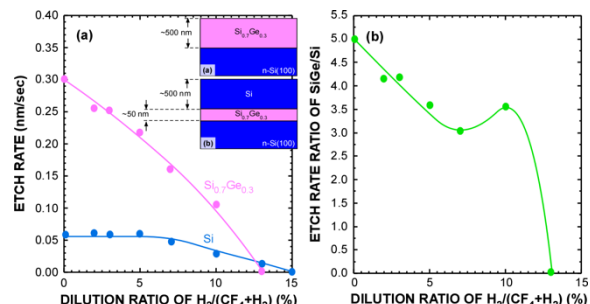 (a)
ETCH RATE (nm/sec)
0.40
0.35
0.30
0.25
0.20
0.15
0.10
0.05
0.00
0
5
10
15
DILUTION RATIO OF H₂/(CF₄+H₂) (%)
~500 nm
Si₀.₇Ge₀.₃
n-Si(100)
(a)
~500 nm
Si
~50 nm
Si₀.₇Ge₀.₃
(b)
n-Si(100)
Si₀.₇Ge₀.₃
Si
(b)
ETCH RATE RATIO OF SiGe/Si
5.0
4.5
4.0
3.5
3.0
2.5
2.0
1.5
1.0
0.5
0.0
0
5
10
15
DILUTION RATIO OF H₂/(CF₄+H₂) (%)